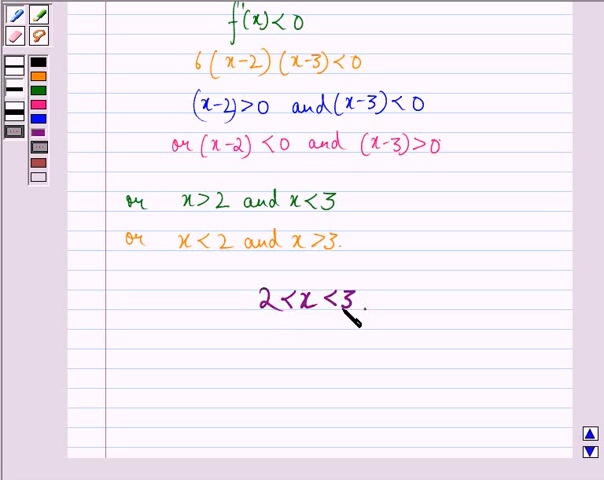 f'(x) < 0
6(x-2)(x-3) < 0
(x-2) > 0 and (x-3) < 0
or (x-2) < 0 and (x-3) > 0
or x > 2 and x < 3
or x < 2 and x > 3.
2 < x < 3.